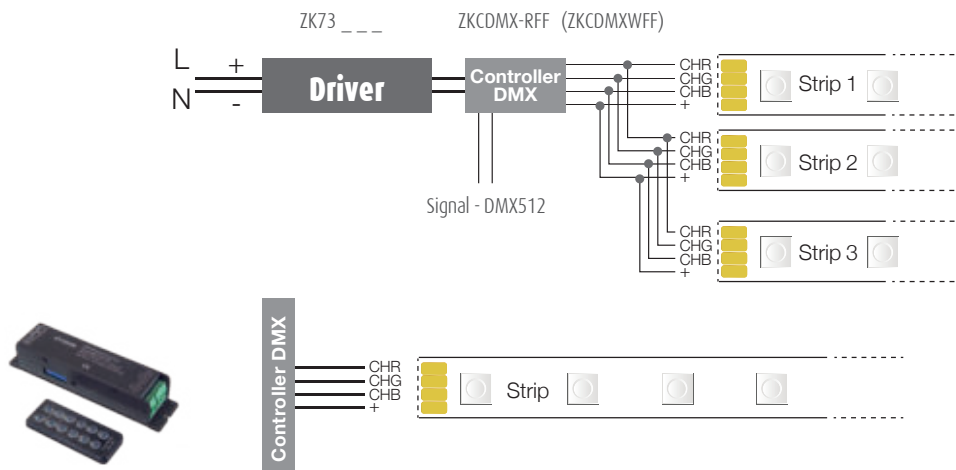 ZK73 _ _ _
ZKCDMX-RFF (ZKCDMXWFF)
L +
N -
Driver
Controller
DMX
CHR
CHG
CHB
+
Strip 1
CHR
CHG
CHB
+
Strip 2
Signal - DMX512
CHR
CHG
CHB
+
Strip 3
Controller DMX
CHR
CHG
CHB
+
Strip